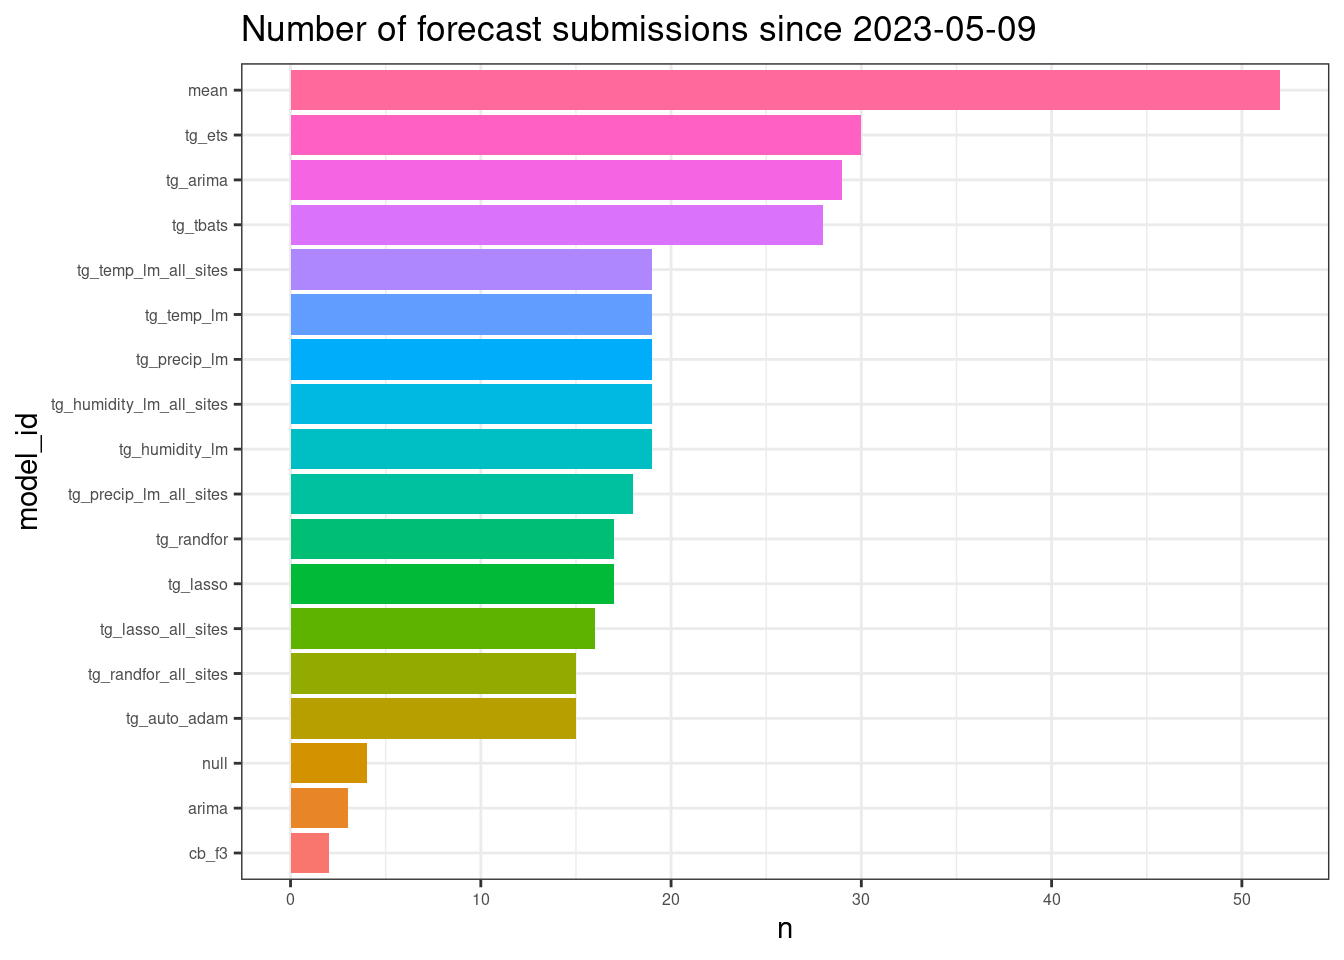 Number of forecast submissions since 2023-05-09
model_id
mean
tg_ets
tg_arima
tg_tbats
tg_temp_lm_all_sites
tg_temp_lm
tg_precip_lm
tg_humidity_lm_all_sites
tg_humidity_lm
tg_precip_lm_all_sites
tg_randfor
tg_lasso
tg_lasso_all_sites
tg_randfor_all_sites
tg_auto_adam
null
arima
cb_f3
0 10 20 30 40 50
n